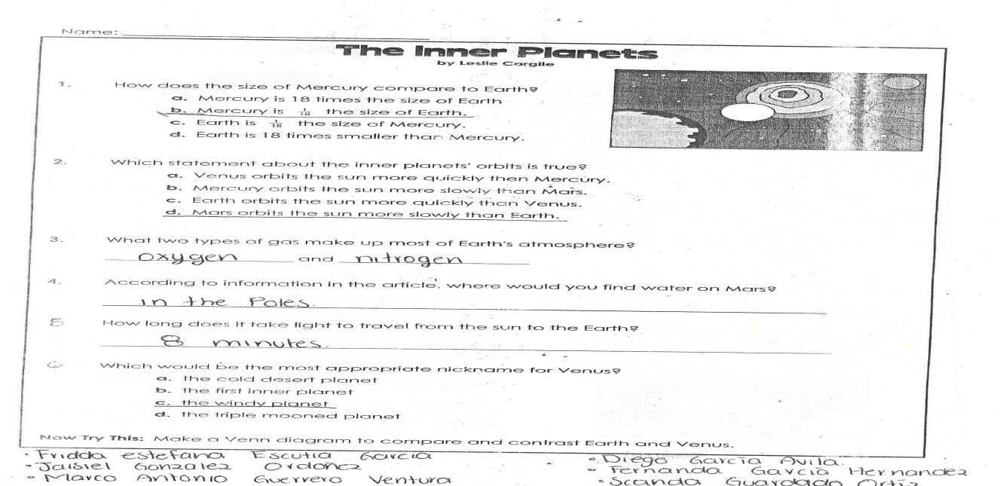 Name:
The Inner Planets
by Leslie Cargile
1. How does the size of Mercury compare to Earth?
a. Mercury is 18 times the size of Earth
b. Mercury is 1/18 the size of Earth.
c. Earth is 1/18 the size of Mercury.
d. Earth is 18 times smaller than Mercury.
2. Which statement about the inner planets' orbits is true?
a. Venus orbits the sun more quickly then Mercury.
b. Mercury orbits the sun more slowly than Mars.
c. Earth orbits the sun more quickly than Venus.
d. Mars orbits the sun more slowly than Earth.
3. What two types of gas make up most of Earth's atmosphere?
oxygen and nitrogen
4. According to information in the article, where would you find water on Mars?
in the Poles.
5 How long does it take light to travel from the sun to the Earth?
8 minutes.
6 Which would be the most appropriate nickname for Venus?
a. the cold desert planet
b. the first inner planet
c. the windy planet
d. the triple mooned planet
Now Try This: Make a Venn diagram to compare and contrast Earth and Venus.
• Fridda estefana Escutia Garcia
• Jaisiel Gonzalez Ordoñez
• Marco Antonio Guerrero Ventura
• Diego García Avila.
• Fernanda García Hernandez
• Scanda Guardado Ortíz